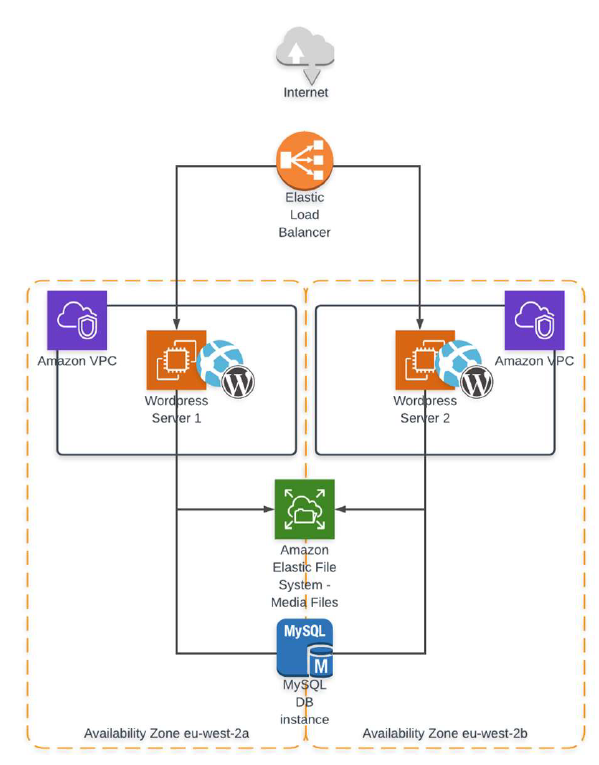 Internet
Elastic
Load
Balancer
Amazon VPC
Amazon VPC
Wordpress
Server 1
Wordpress
Server 2
Amazon
Elastic File
System -
Media Files
MySQL
M
MySQL
DB
instance
Availability Zone eu-west-2a
Availability Zone eu-west-2b